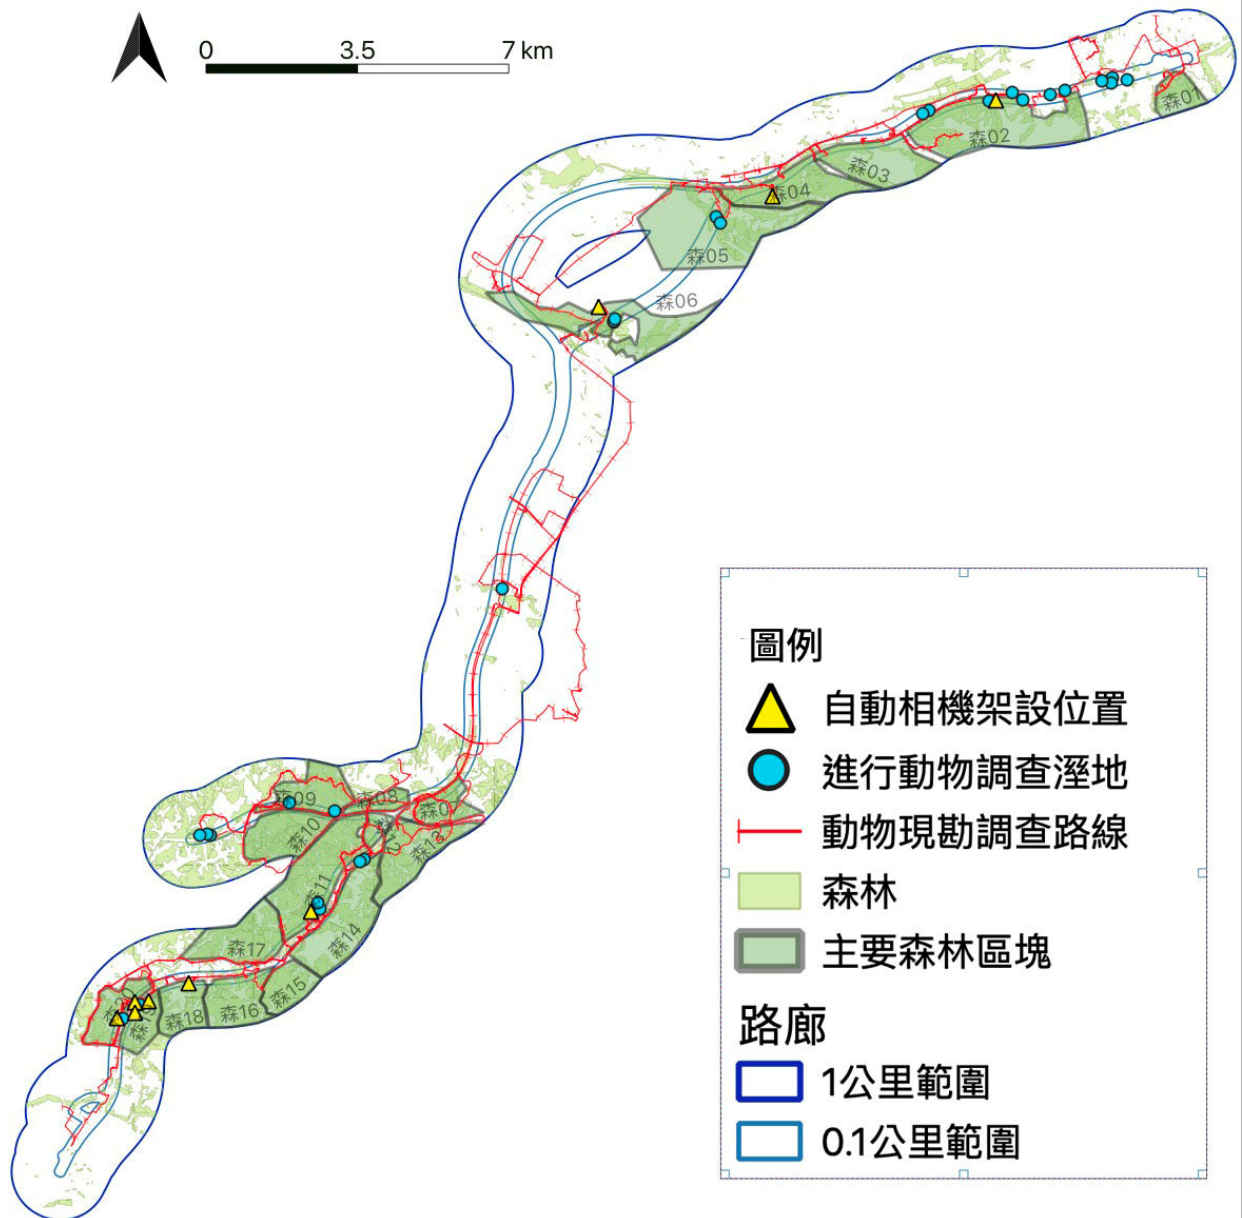 0 3.5 7 km
森01
森02
森03
森04
森05
森06
圖例
自動相機架設位置
進行動物調查溼地
動物現勘調查路線
森林
主要森林區塊
路廊
1公里範圍
0.1公里範圍
森09
森08
森10
森13
森11
森14
森17
森15
森16
森18
森20